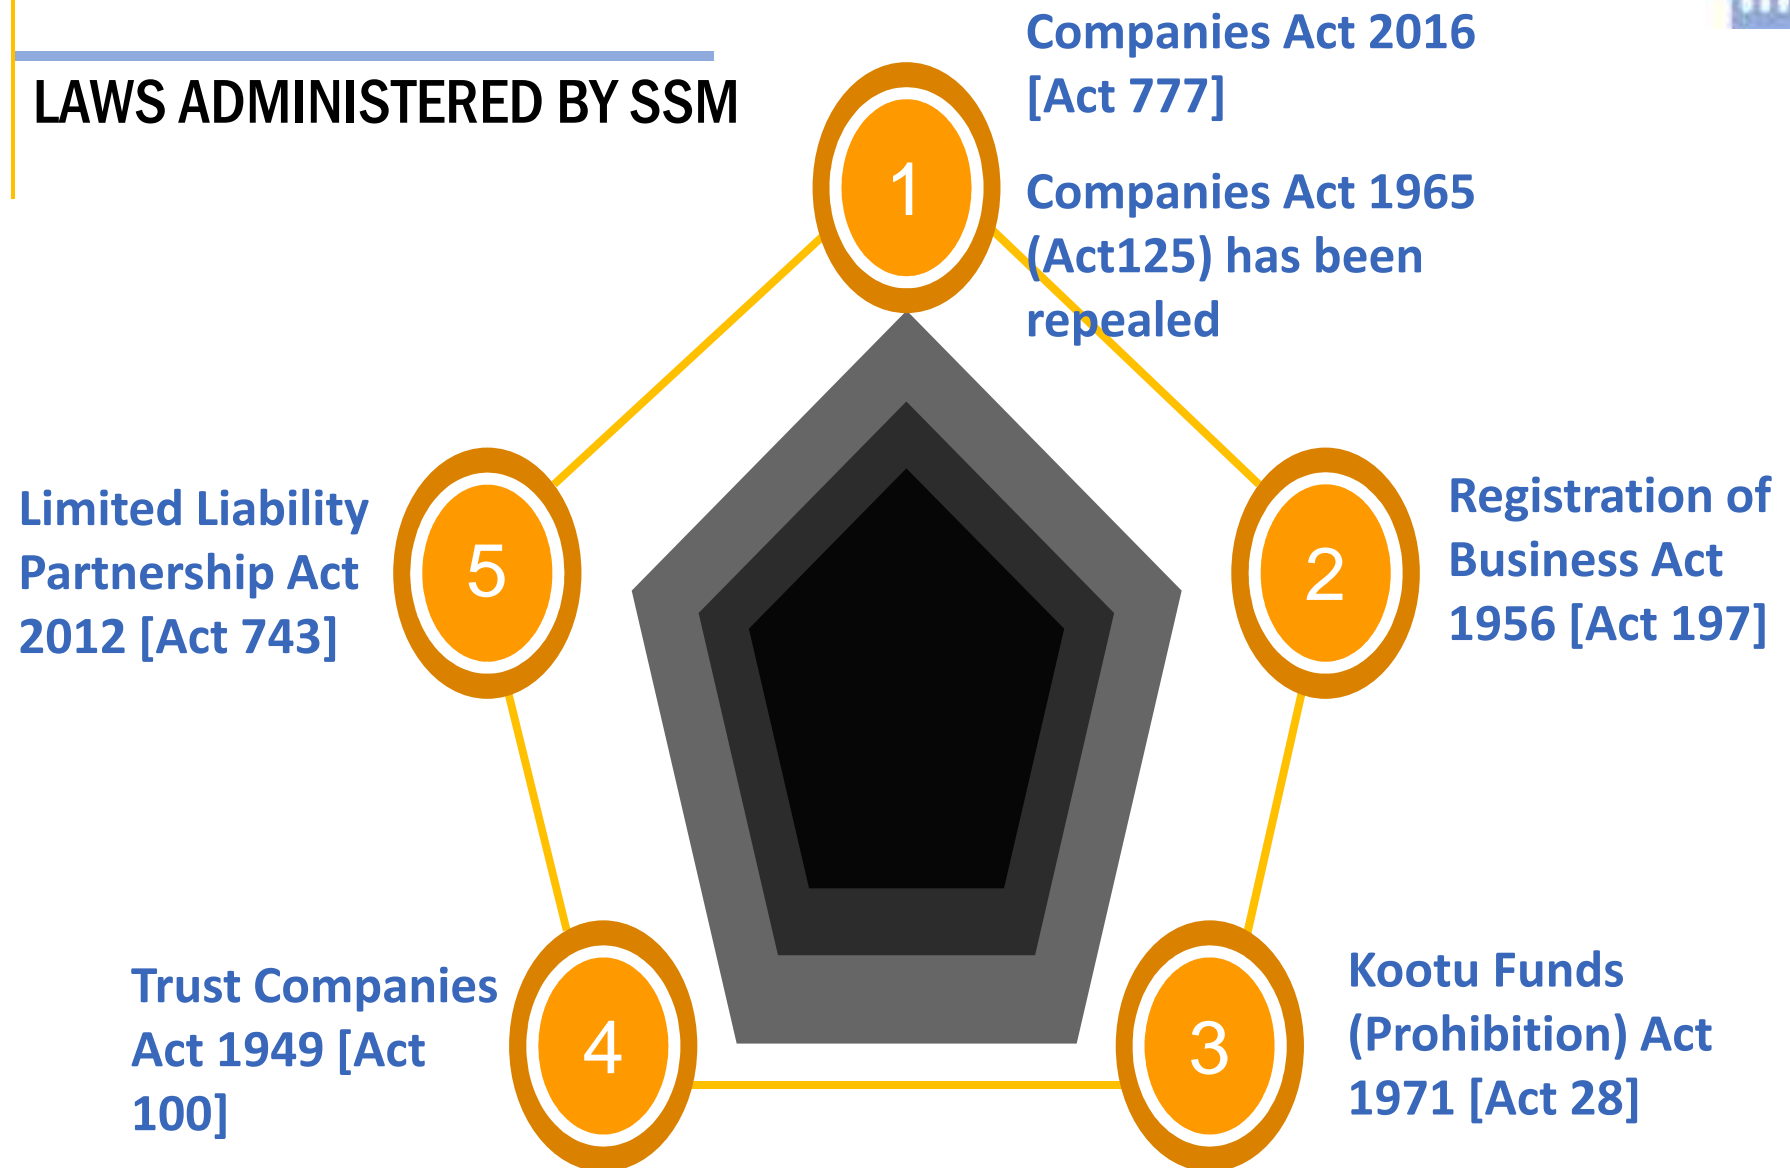 LAWS ADMINISTERED BY SSM
1
Companies Act 2016
[Act 777]
Companies Act 1965
(Act125) has been
repealed
2
Registration of
Business Act
1956 [Act 197]
3
Kootu Funds
(Prohibition) Act
1971 [Act 28]
4
Trust Companies
Act 1949 [Act
100]
5
Limited Liability
Partnership Act
2012 [Act 743]